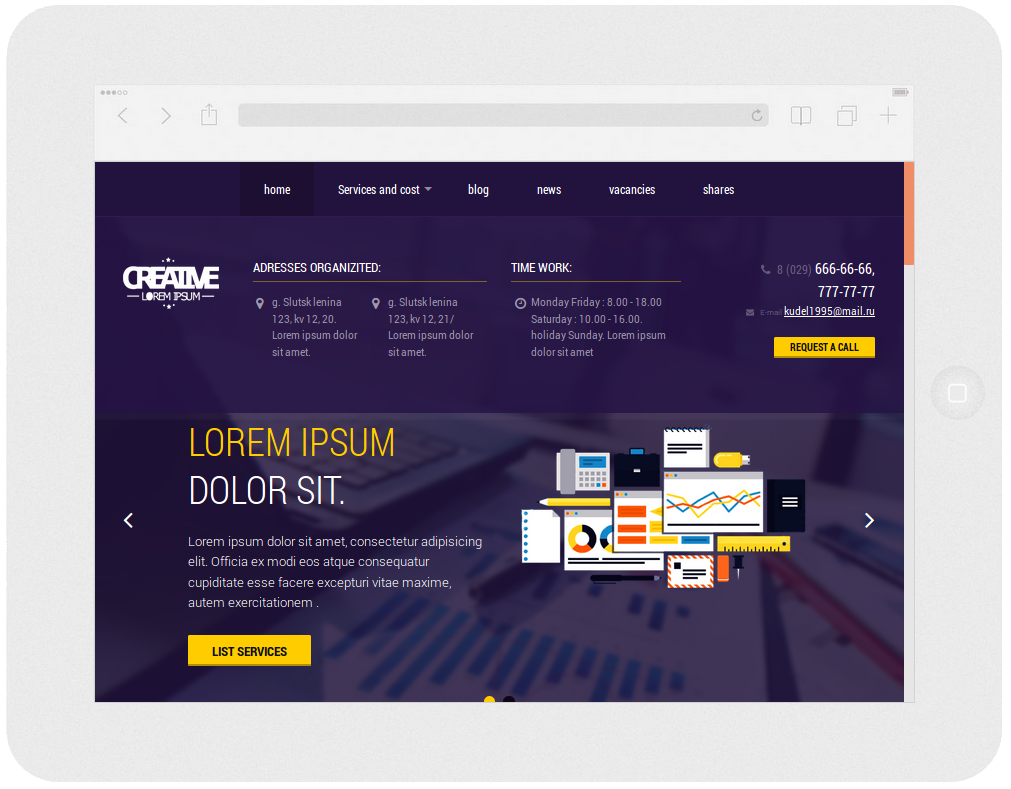 home Services and cost blog news vacancies shares
CREATIVE
LOREM IPSUM
ADRESSES ORGANIZITED:
g. Slutsk lenina
123, kv 12, 20.
Lorem ipsum dolor
sit amet.
g. Slutsk lenina
123, kv 12, 21/
Lorem ipsum dolor
sit amet.
TIME WORK:
Monday Friday : 8.00 - 18.00
Saturday : 10.00 - 16.00.
holiday Sunday. Lorem ipsum
dolor sit amet
8 (029) 666-66-66,
777-77-77
E-mail kudel1995@mail.ru
REQUEST A CALL
LOREM IPSUM
DOLOR SIT.
Lorem ipsum dolor sit amet, consectetur adipisicing
elit. Officia ex modi eos atque consequatur
cupiditate esse facere excepturi vitae maxime,
autem exercitationem .
LIST SERVICES